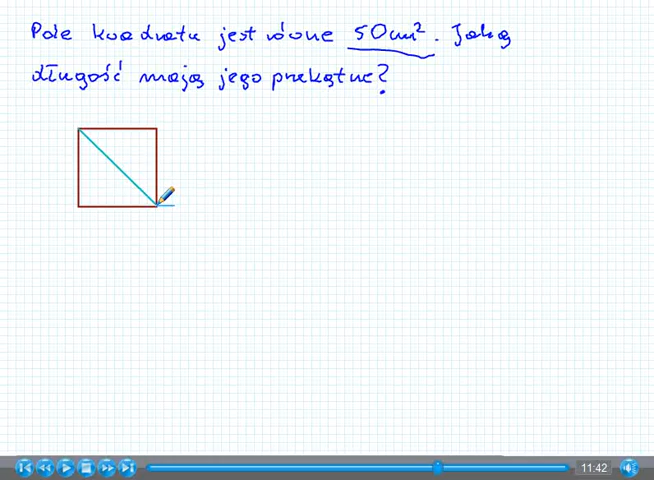 Pole kwadratu jest równe 50cm². Jaką
długość mają jego przekątne?
11:42